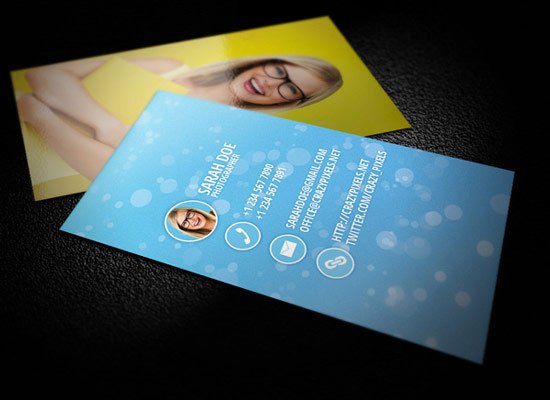 SARAH DOE
PHOTOGRAPHER
+1 234 567 7890
+1 234 567 7891
SARAHDOE@GMAIL.COM
OFFICE@CRAZYPIXELS.NET
HTTP://CRAZYPIXELS.NET
TWITTER.COM/CRAZY_PIXELS